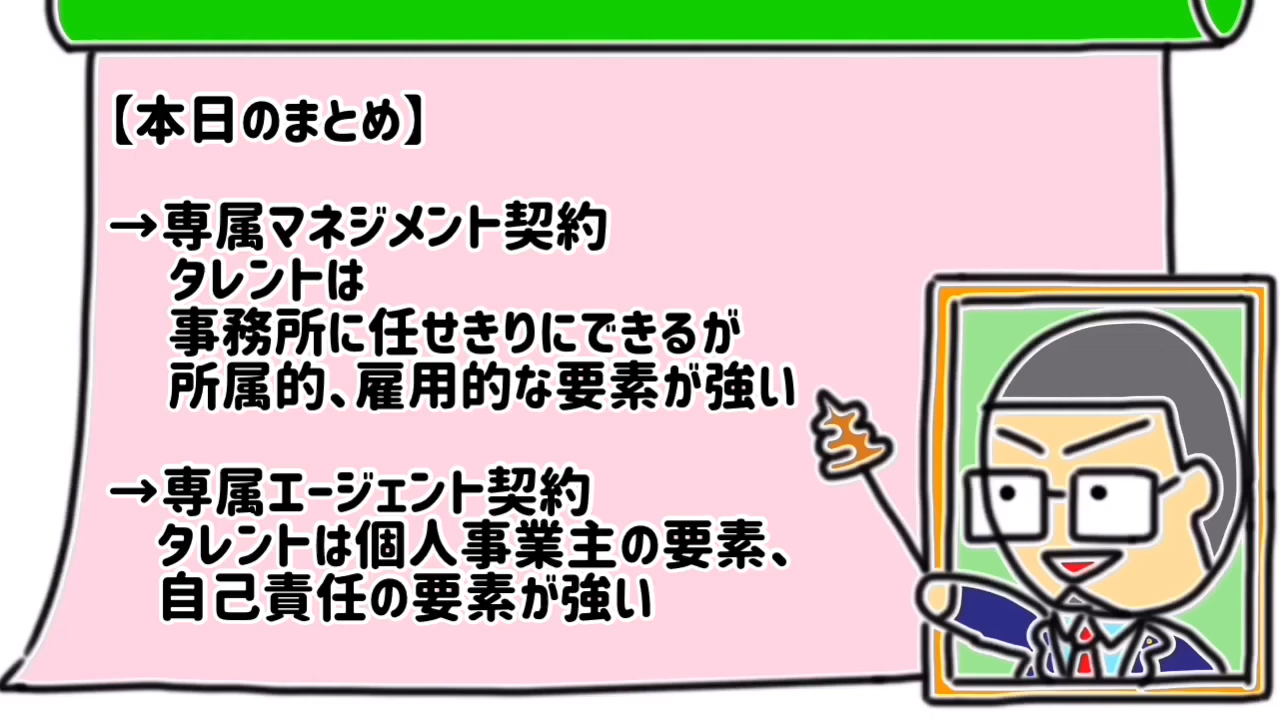 【本日のまとめ】
→専属マネジメント契約
タレントは
事務所に任せきりにできるが
所属的、雇用的な要素が強い
→専属エージェント契約
タレントは個人事業主の要素、
自己責任の要素が強い